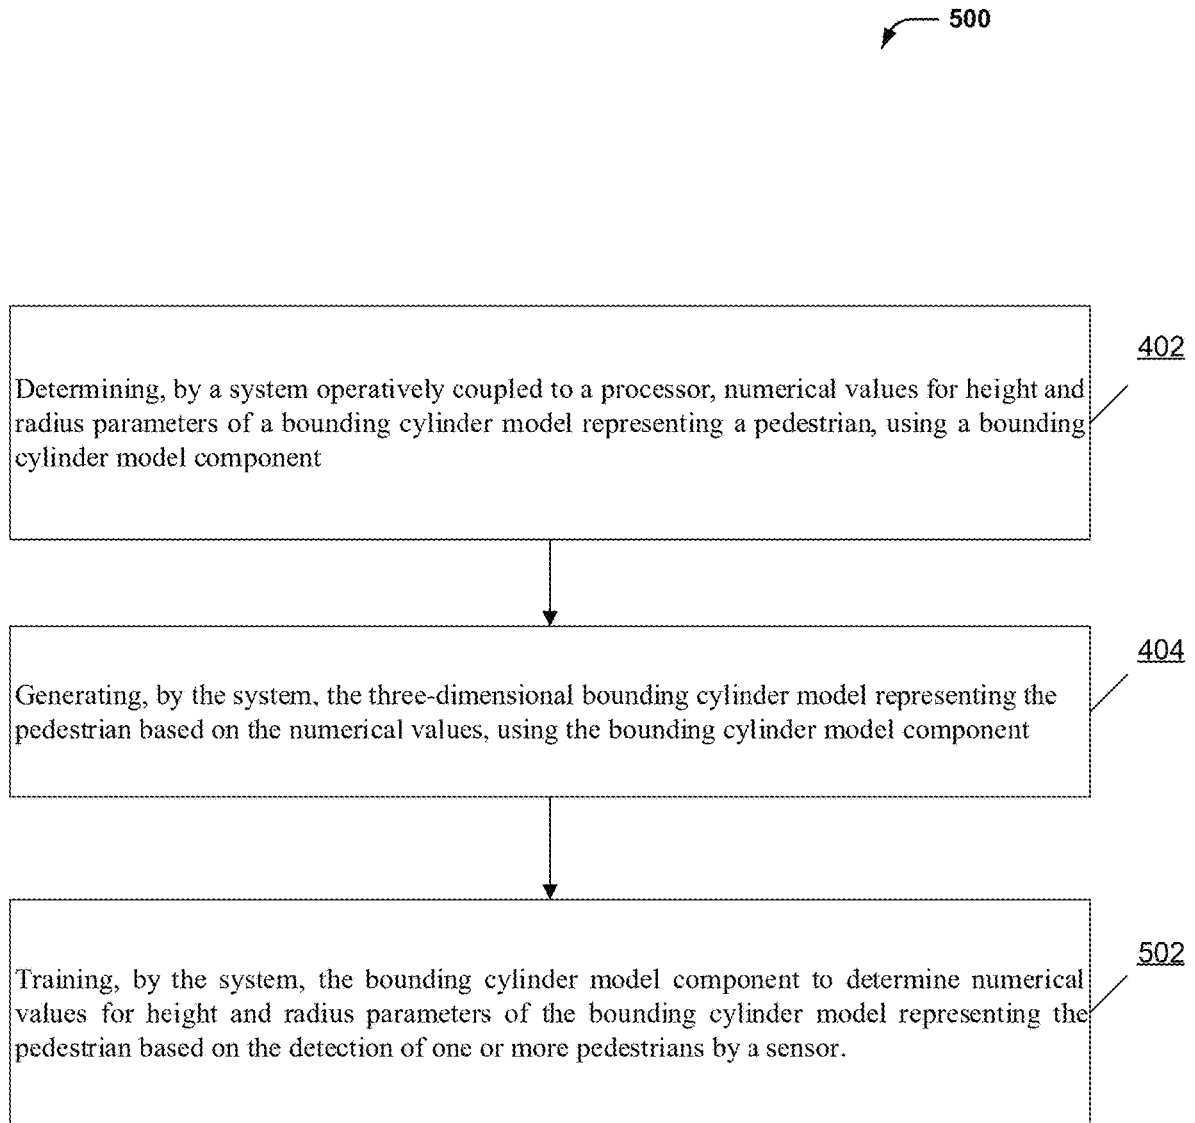 500
402
Determining, by a system operatively coupled to a processor, numerical values for height and
radius parameters of a bounding cylinder model representing a pedestrian, using a bounding
cylinder model component
404
Generating, by the system, the three-dimensional bounding cylinder model representing the
pedestrian based on the numerical values, using the bounding cylinder model component
502
Training, by the system, the bounding cylinder model component to determine numerical
values for height and radius parameters of the bounding cylinder model representing the
pedestrian based on the detection of one or more pedestrians by a sensor.